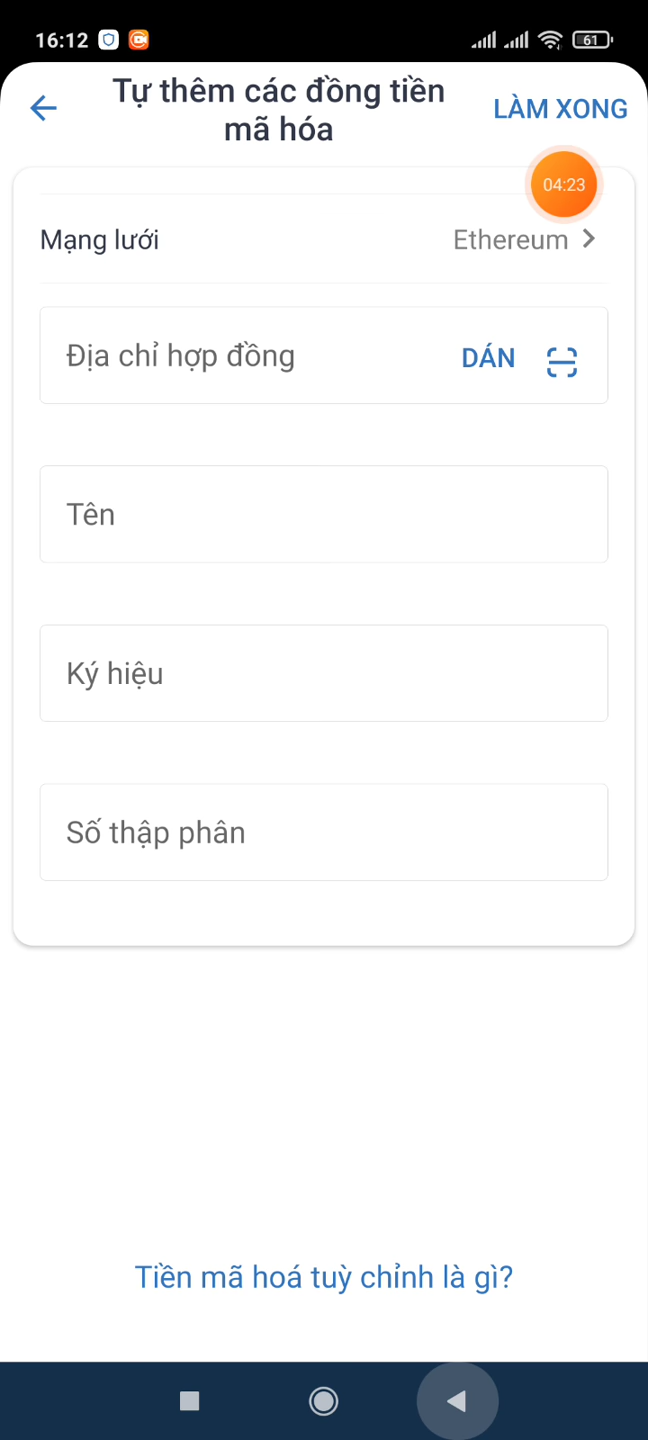 16:12
61
Tự thêm các đồng tiền
mã hóa
LÀM XONG
04:23
Mạng lưới
Ethereum
Địa chỉ hợp đồng
DÁN
Tên
Ký hiệu
Số thập phân
Tiền mã hoá tuỳ chỉnh là gì?